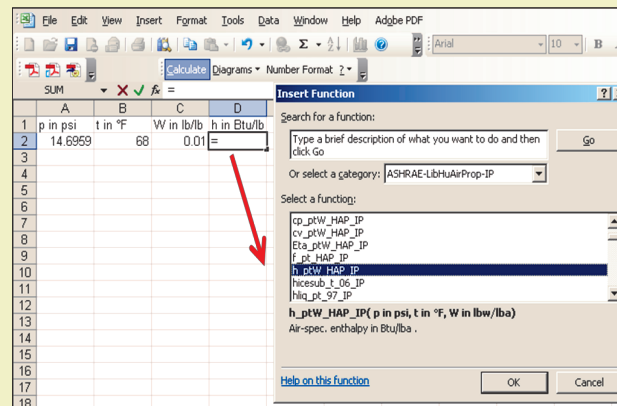 File Edit View Insert Format Tools Data Window Help Adobe PDF
Σ Arial 10 B
Calculate Diagrams Number Format ?
SUM fx =
A B C D
1 p in psi t in °F W in lb/lb h in Btu/lb
2 14.6959 68 0.01 =
3
4
5
6
7
8
9
10
11
12
13
14
15
16
17
18
Insert Function ?
Search for a function:
Type a brief description of what you want to do and then
click Go
Go
Or select a category: ASHRAE-LibHuAirProp-IP
Select a function:
cp_ptW_HAP_IP
cv_ptW_HAP_IP
Eta_ptW_HAP_IP
f_pt_HAP_IP
h_ptW_HAP_IP
hicesub_t_06_IP
hliq_pt_97_IP
h_ptW_HAP_IP( p in psi, t in °F, W in lbw/lba)
Air-spec. enthalpy in Btu/lba .
Help on this function OK Cancel